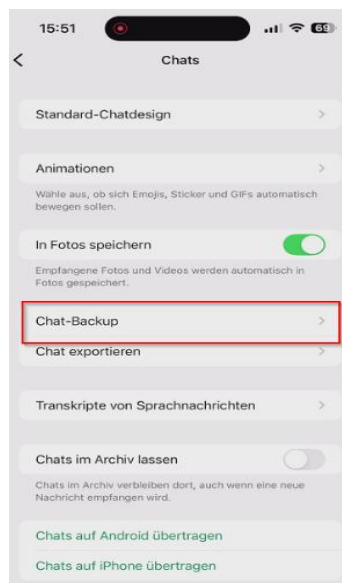 15:51
69
Chats
Standard-Chatdesign
Animationen
Wähle aus, ob sich Emojis, Sticker und GIFs automatisch
bewegen sollen.
In Fotos speichern
Empfangene Fotos und Videos werden automatisch in
Fotos gespeichert.
Chat-Backup
Chat exportieren
Transkripte von Sprachnachrichten
Chats im Archiv lassen
Chats im Archiv verbleiben dort, auch wenn eine neue
Nachricht empfangen wird.
Chats auf Android übertragen
Chats auf iPhone übertragen